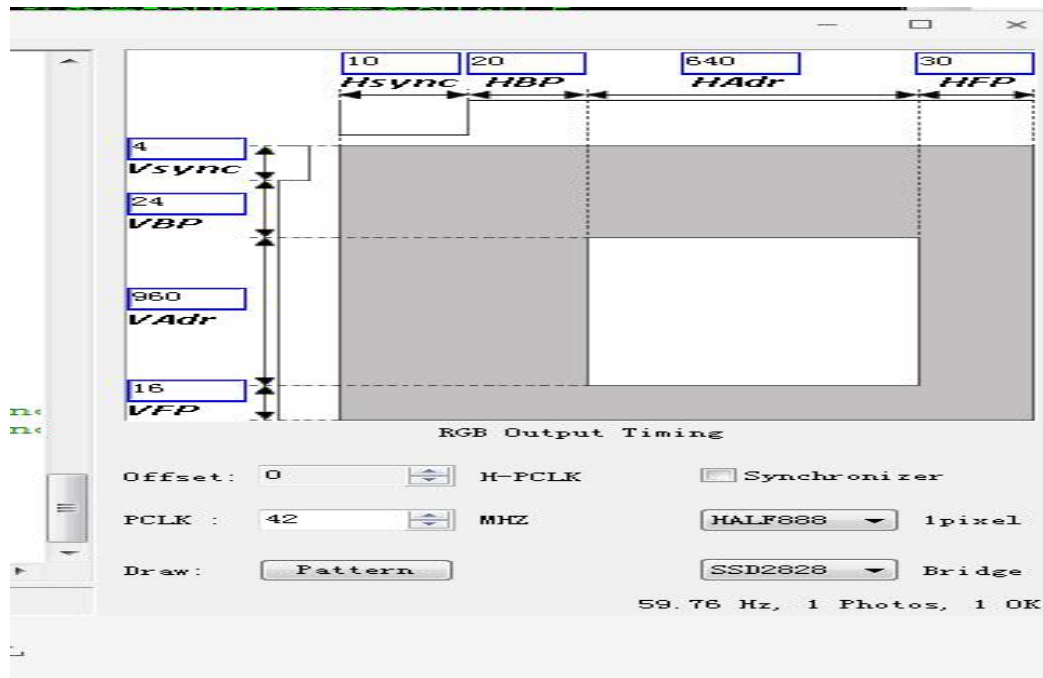 10 20 640 30
Hsync HBP HAdr HFP
4
Vsync
24
VBP
960
VAdr
16
VFP
RGB Output Timing
Offset: 0 H-PCLK Synchronizer
PCLK : 42 MHZ HALF888 1pixel
Draw: Pattern SSD2828 Bridge
59.76 Hz, 1 Photos, 1 OK